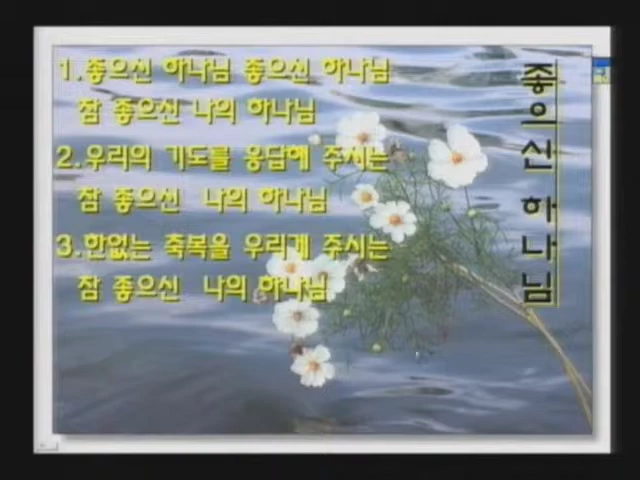 1.좋으신 하나님 좋으신 하나님
참 좋으신 나의 하나님
2.우리의 기도를 응답해 주시는
참 좋으신 나의 하나님
3.한없는 축복을 우리게 주시는
참 좋으신 나의 하나님
좋으신 하나님